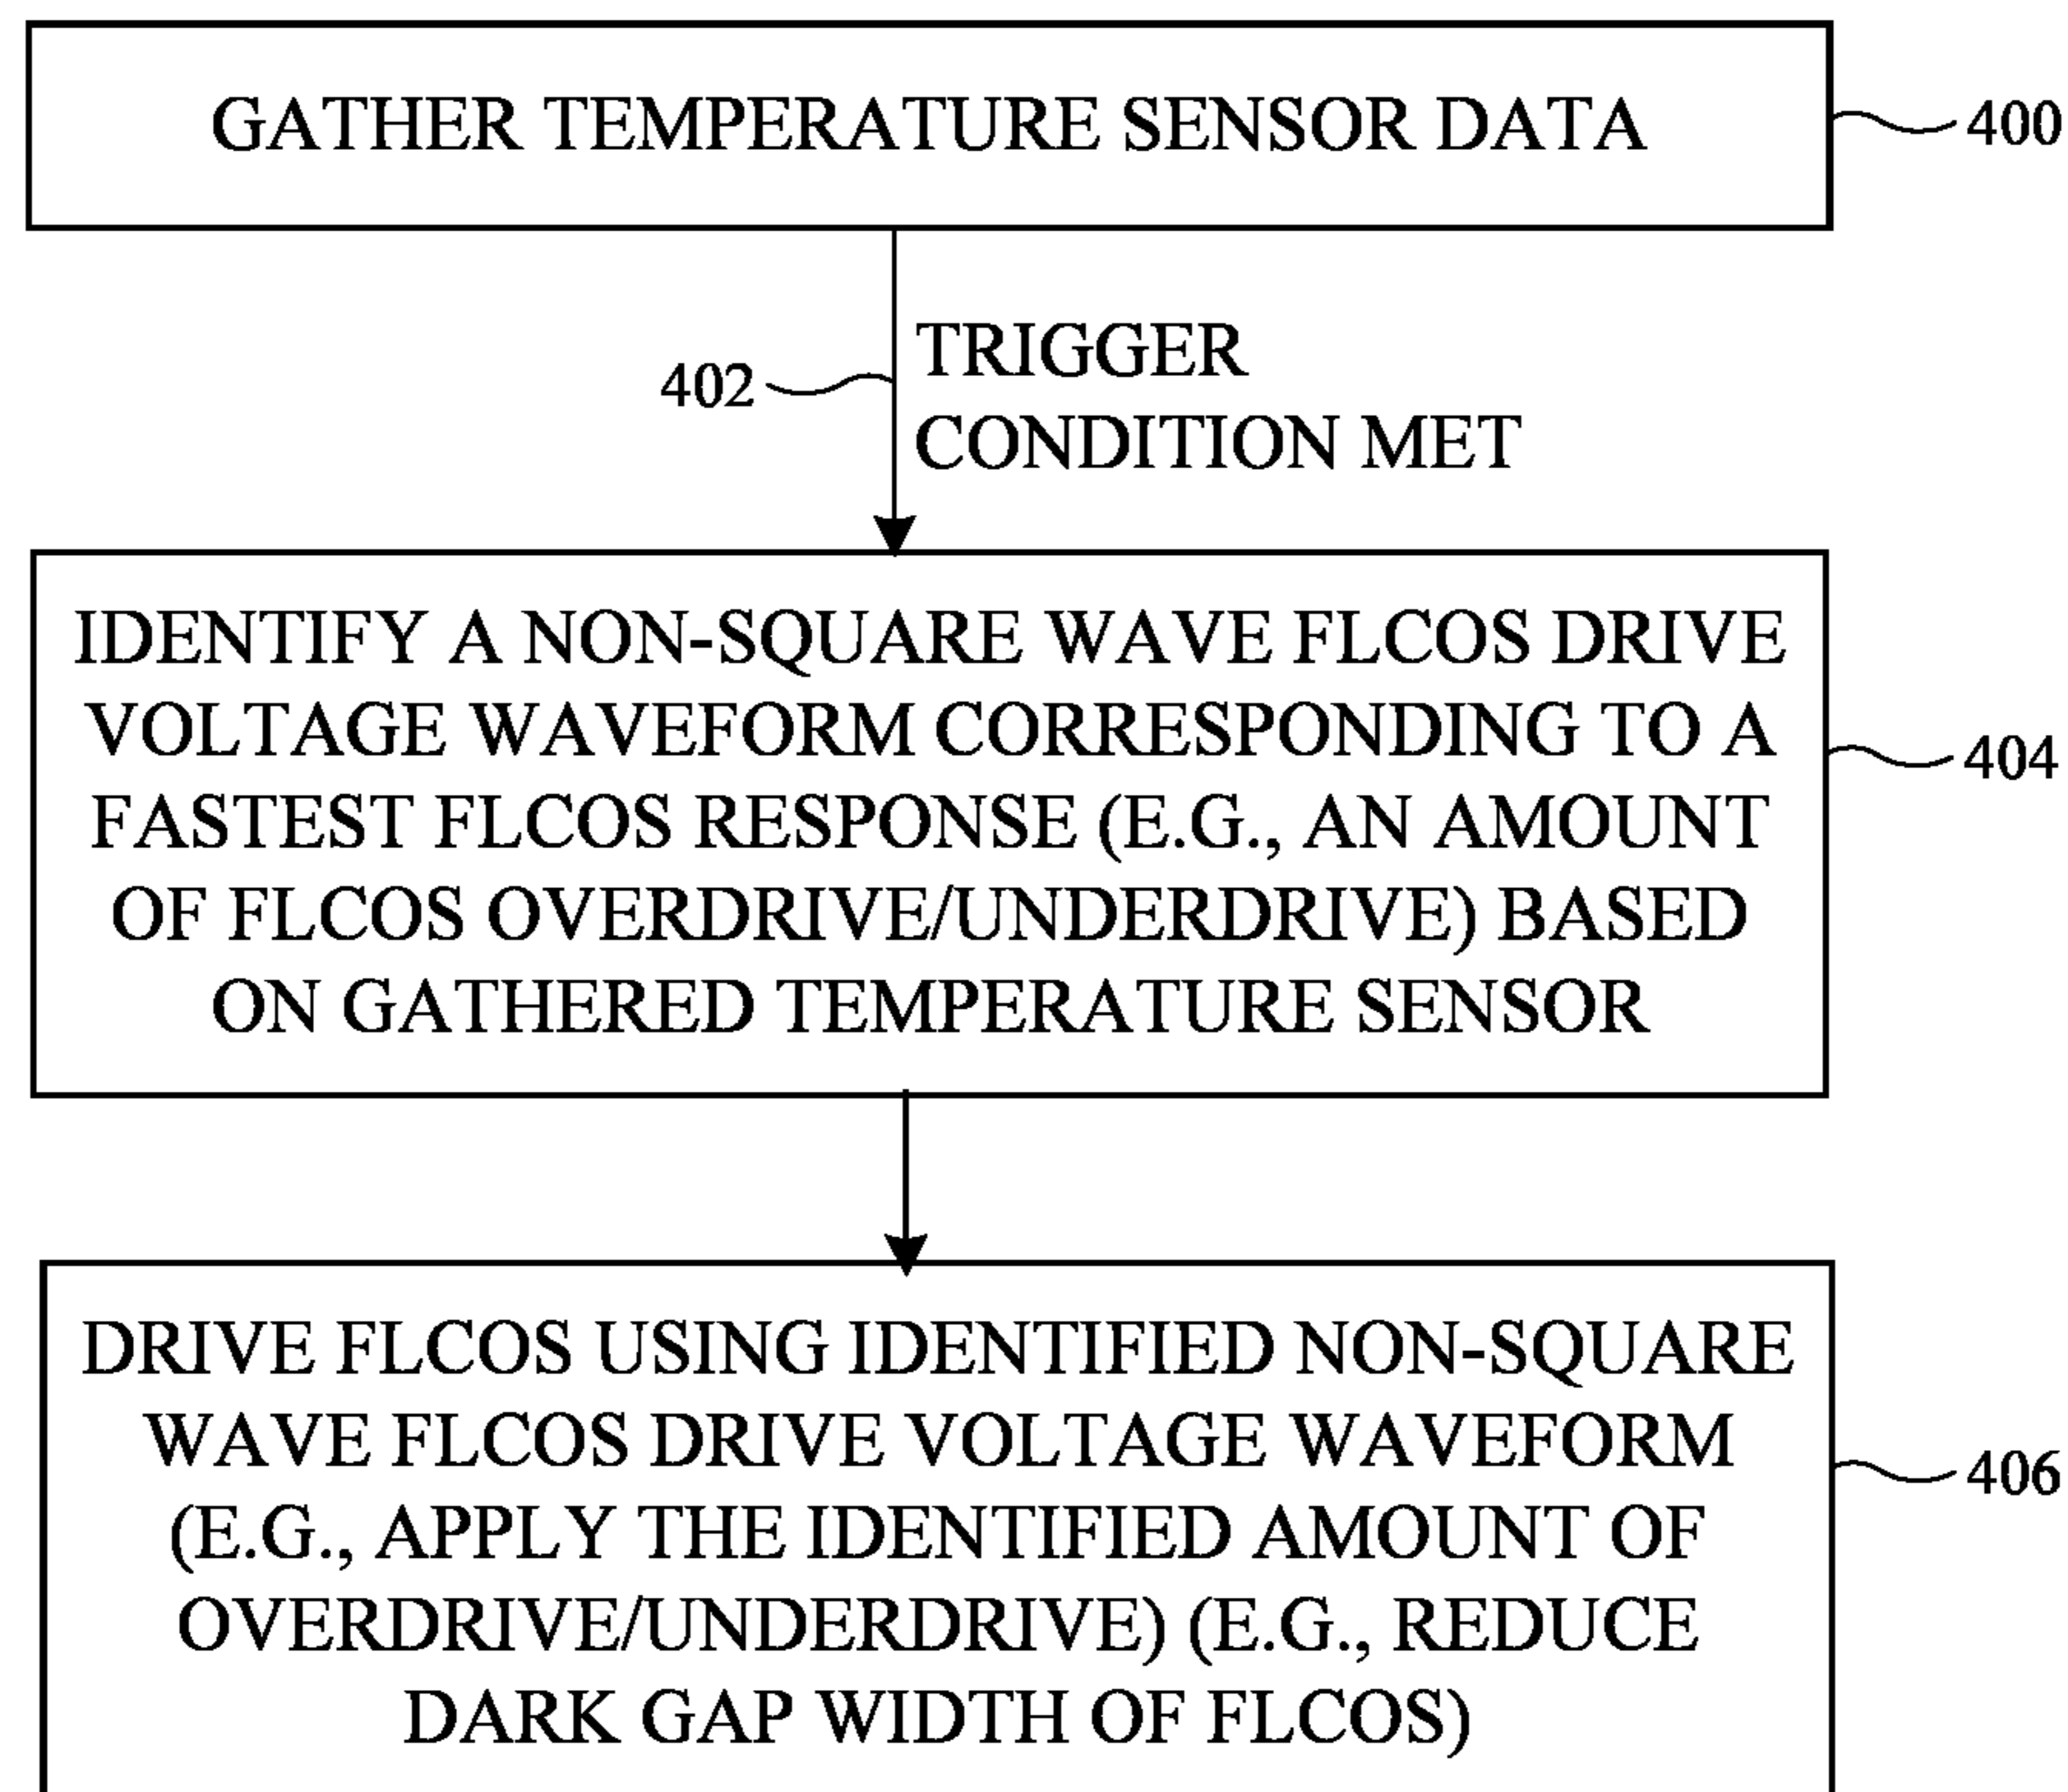 GATHER TEMPERATURE SENSOR DATA
400
402
TRIGGER
CONDITION MET
IDENTIFY A NON-SQUARE WAVE FLCOS DRIVE
VOLTAGE WAVEFORM CORRESPONDING TO A
FASTEST FLCOS RESPONSE (E.G., AN AMOUNT
OF FLCOS OVERDRIVE/UNDERDRIVE) BASED
ON GATHERED TEMPERATURE SENSOR
404
DRIVE FLCOS USING IDENTIFIED NON-SQUARE
WAVE FLCOS DRIVE VOLTAGE WAVEFORM
(E.G., APPLY THE IDENTIFIED AMOUNT OF
OVERDRIVE/UNDERDRIVE) (E.G., REDUCE
DARK GAP WIDTH OF FLCOS)
406